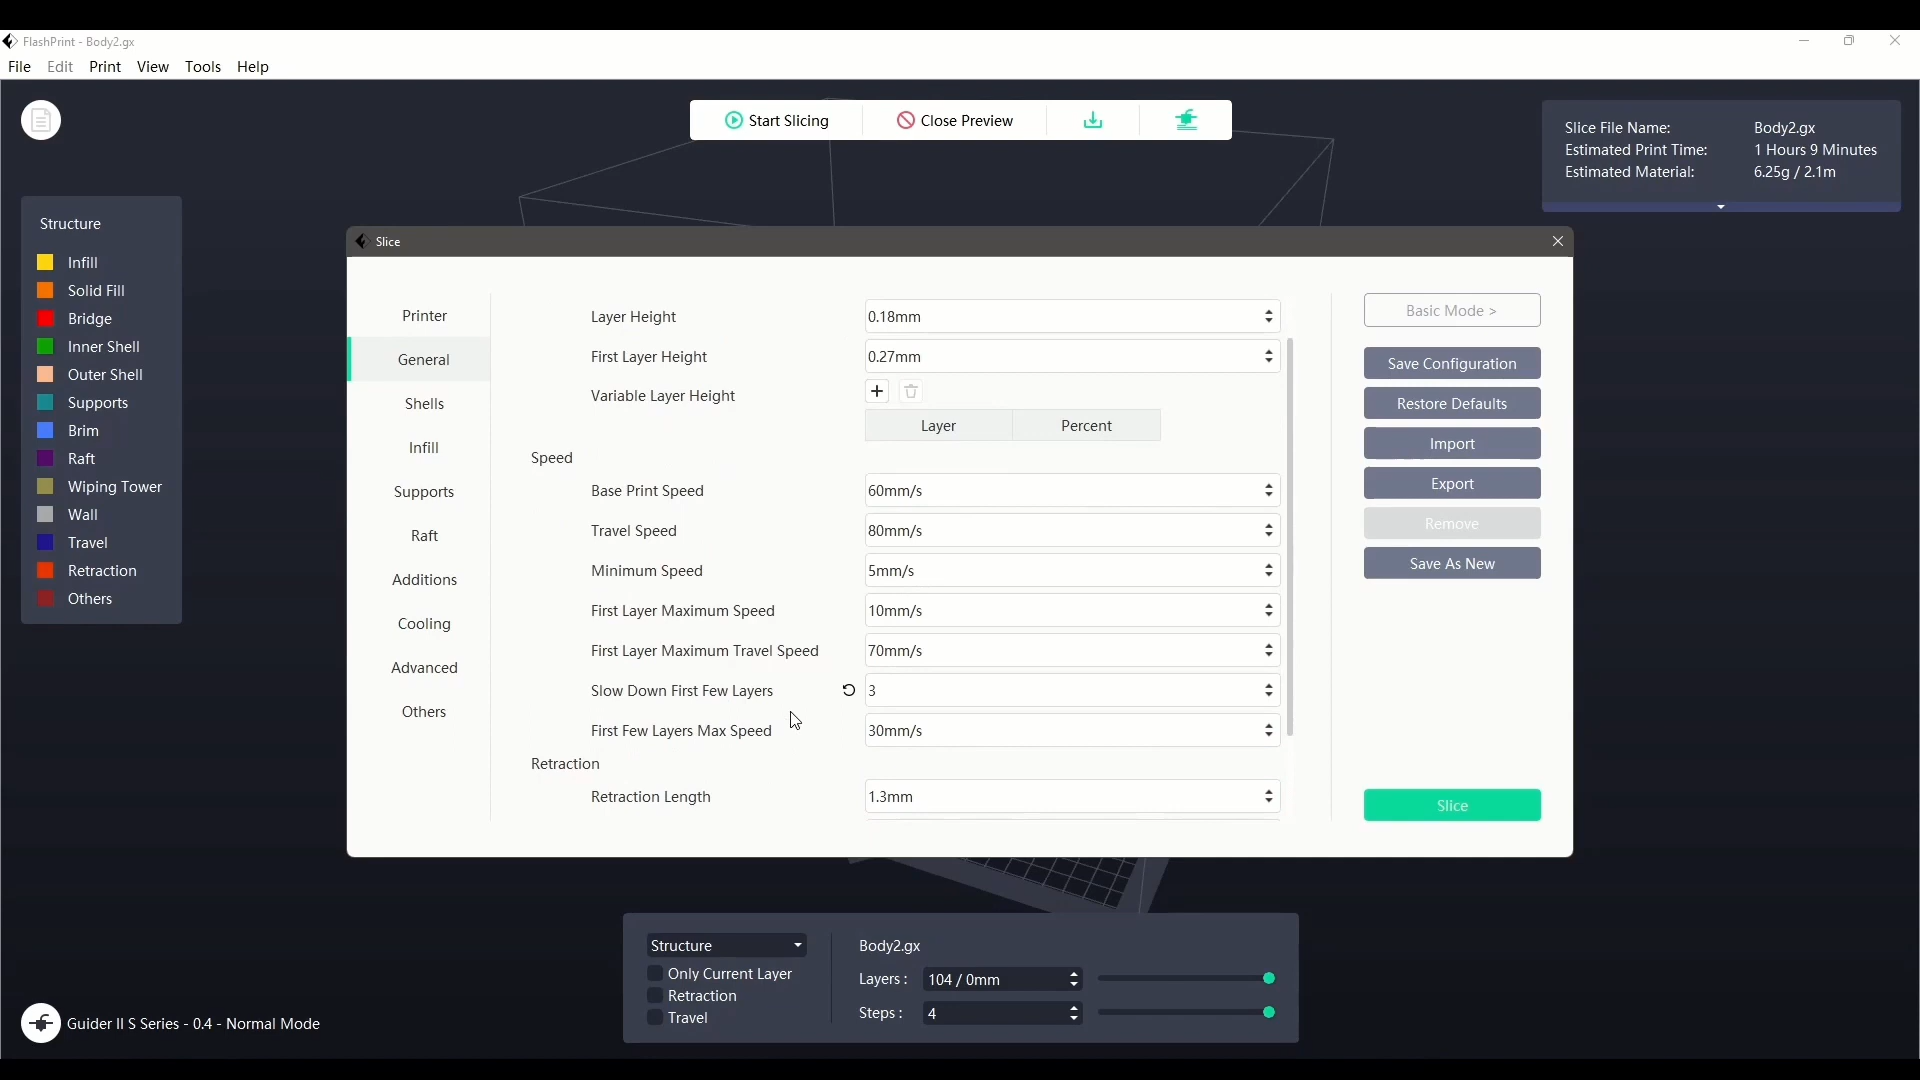 FlashPrint - Body2.gx
File Edit Print View Tools Help
Start Slicing
Close Preview
Slice File Name: Body2.gx
Estimated Print Time: 1 Hours 9 Minutes
Estimated Material: 6.25g / 2.1m
Structure
Infill
Solid Fill
Bridge
Inner Shell
Outer Shell
Supports
Brim
Raft
Wiping Tower
Wall
Travel
Retraction
Others
Slice
Printer
General
Shells
Infill
Supports
Raft
Additions
Cooling
Advanced
Others
Layer Height 0.18mm
First Layer Height 0.27mm
Variable Layer Height
Layer Percent
Speed
Base Print Speed 60mm/s
Travel Speed 80mm/s
Minimum Speed 5mm/s
First Layer Maximum Speed 10mm/s
First Layer Maximum Travel Speed 70mm/s
Slow Down First Few Layers 3
First Few Layers Max Speed 30mm/s
Retraction
Retraction Length 1.3mm
Basic Mode >
Save Configuration
Restore Defaults
Import
Export
Remove
Save As New
Slice
Structure
Only Current Layer
Retraction
Travel
Body2.gx
Layers: 104 / 0mm
Steps: 4
Guider II S Series - 0.4 - Normal Mode